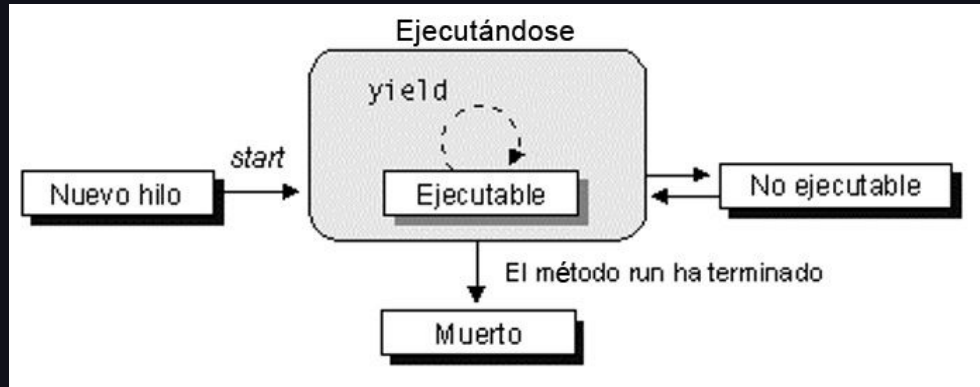 Ejecutándose
yield
start
Nuevo hilo
Ejecutable
No ejecutable
El método run ha terminado
Muerto